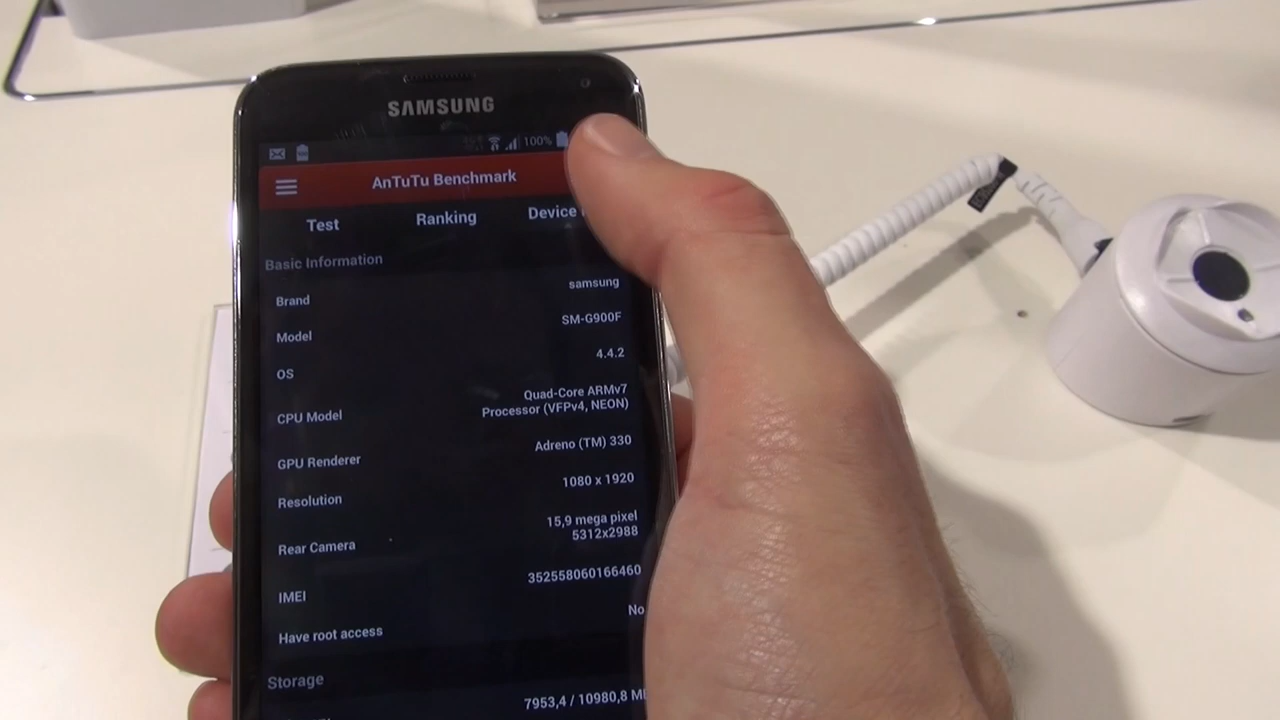 SAMSUNG
100%
AnTuTu Benchmark
Test Ranking Device
Basic Information
Brand samsung
Model SM-G900F
OS 4.4.2
CPU Model Quad-Core ARMv7
Processor (VFPv4, NEON)
GPU Renderer Adreno (TM) 330
Resolution 1080 x 1920
Rear Camera 15,9 mega pixel
5312x2988
IMEI 352558060166460
Have root access No
Storage
7953,4 / 10980,8